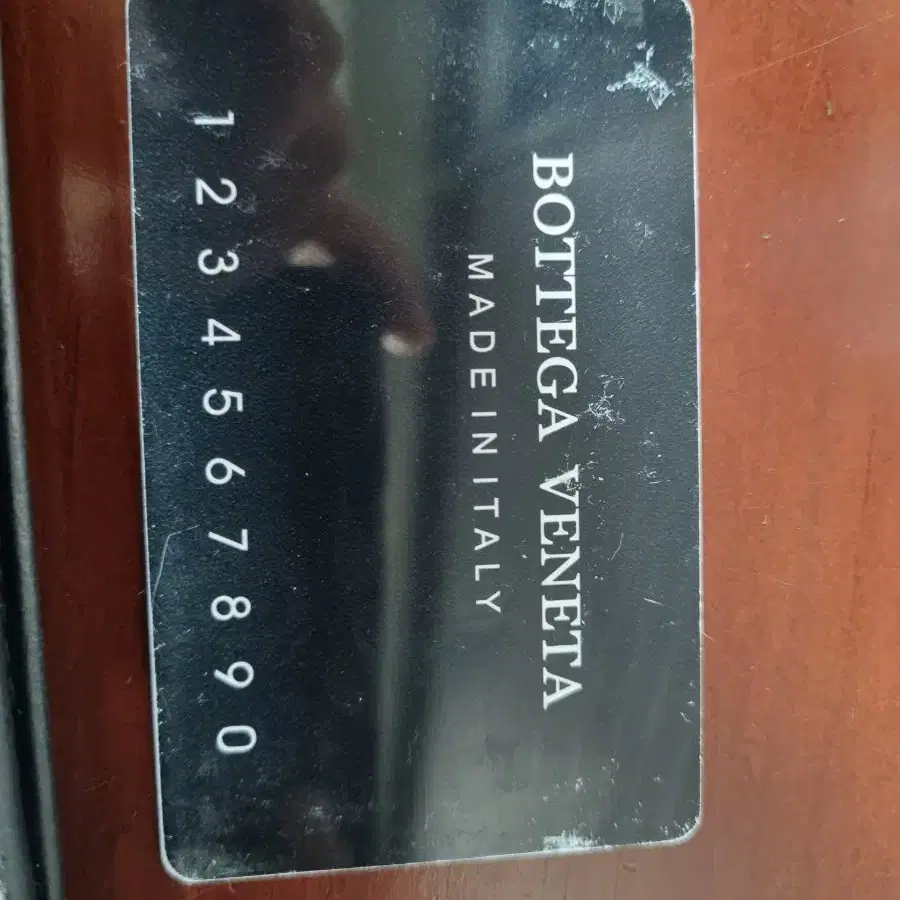 BOTTEGA VENETA
MADE IN ITALY
1 2 3 4 5 6 7 8 9 0